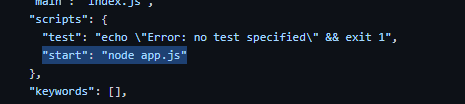 "main": "index.js",
"scripts": {
"test": "echo \"Error: no test specified\" && exit 1",
"start": "node app.js"
},
"keywords": [],